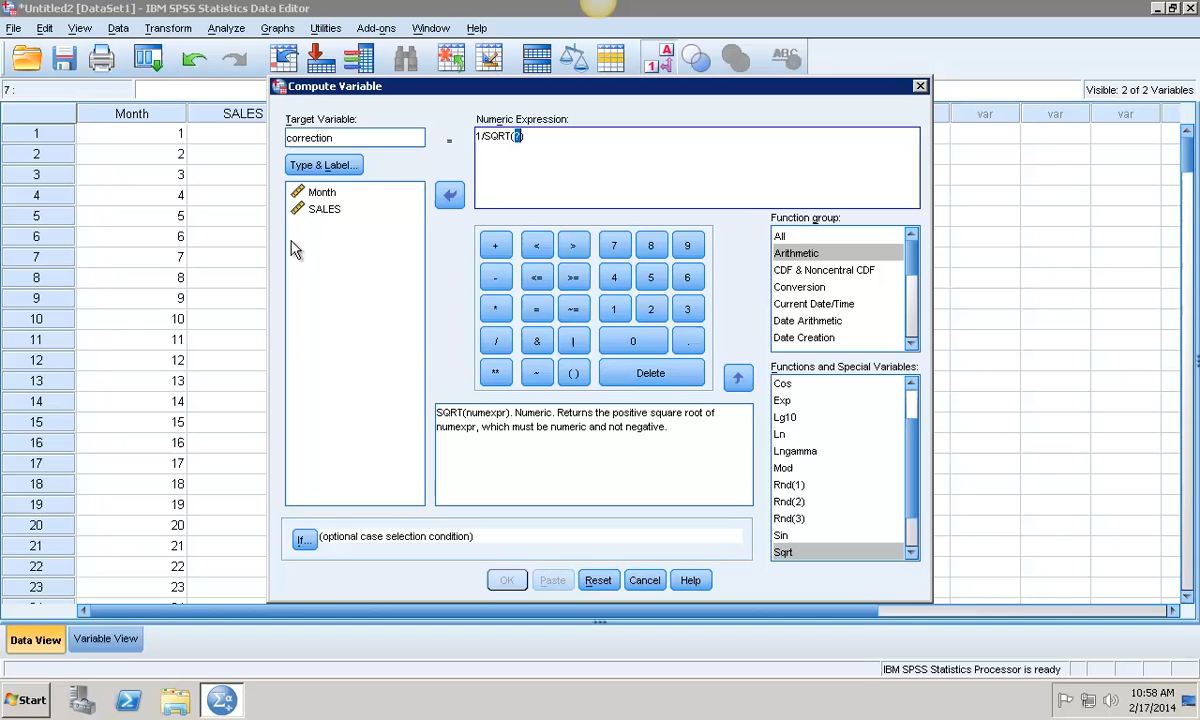 *Untitled2 [DataSet1] - IBM SPSS Statistics Data Editor
File Edit View Data Transform Analyze Graphs Utilities Add-ons Window Help
7 :
Visible: 2 of 2 Variables
Month SALES var var var
1 1
2 2
3 3
4 4
5 5
6 6
7 7
8 8
9 9
10 10
11 11
12 12
13 13
14 14
15 15
16 16
17 17
18 18
19 19
20 20
21 21
22 22
23 23
Compute Variable
Target Variable:
correction
=
Numeric Expression:
1/SQRT(?)
Type & Label...
Month
SALES
+ < > 7 8 9
- <= >= 4 5 6
* = ~= 1 2 3
/ & | 0 .
** ~ ( ) Delete
Function group:
All
Arithmetic
CDF & Noncentral CDF
Conversion
Current Date/Time
Date Arithmetic
Date Creation
Functions and Special Variables:
Cos
Exp
Lg10
Ln
Lngamma
Mod
Rnd(1)
Rnd(2)
Rnd(3)
Sin
Sqrt
SQRT(numexpr). Numeric. Returns the positive square root of
numexpr, which must be numeric and not negative.
If... (optional case selection condition)
OK Paste Reset Cancel Help
Data View Variable View
IBM SPSS Statistics Processor is ready
Start
10:58 AM
2/17/2014